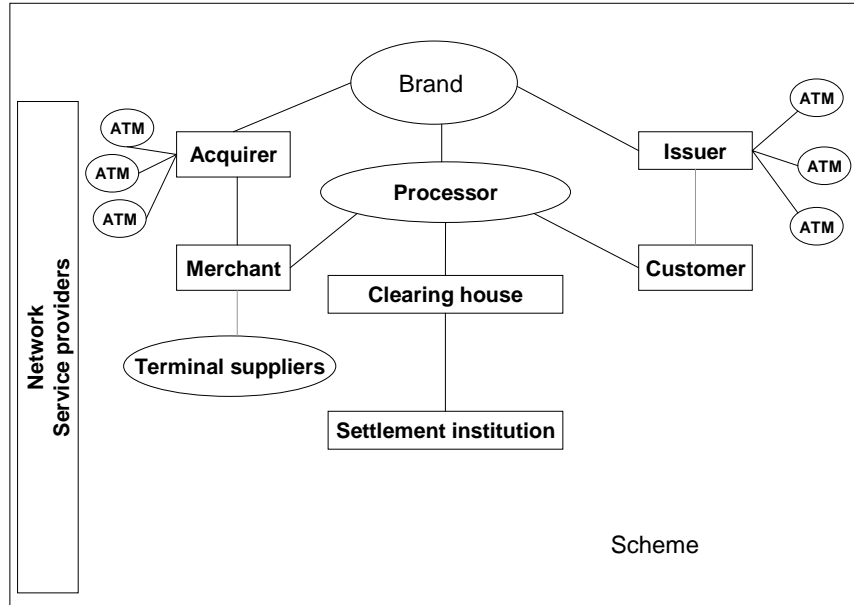 Brand
ATM
ATM
ATM
Acquirer
Issuer
ATM
ATM
ATM
Processor
Merchant
Customer
Clearing house
Terminal suppliers
Settlement institution
Network
Service providers
Scheme